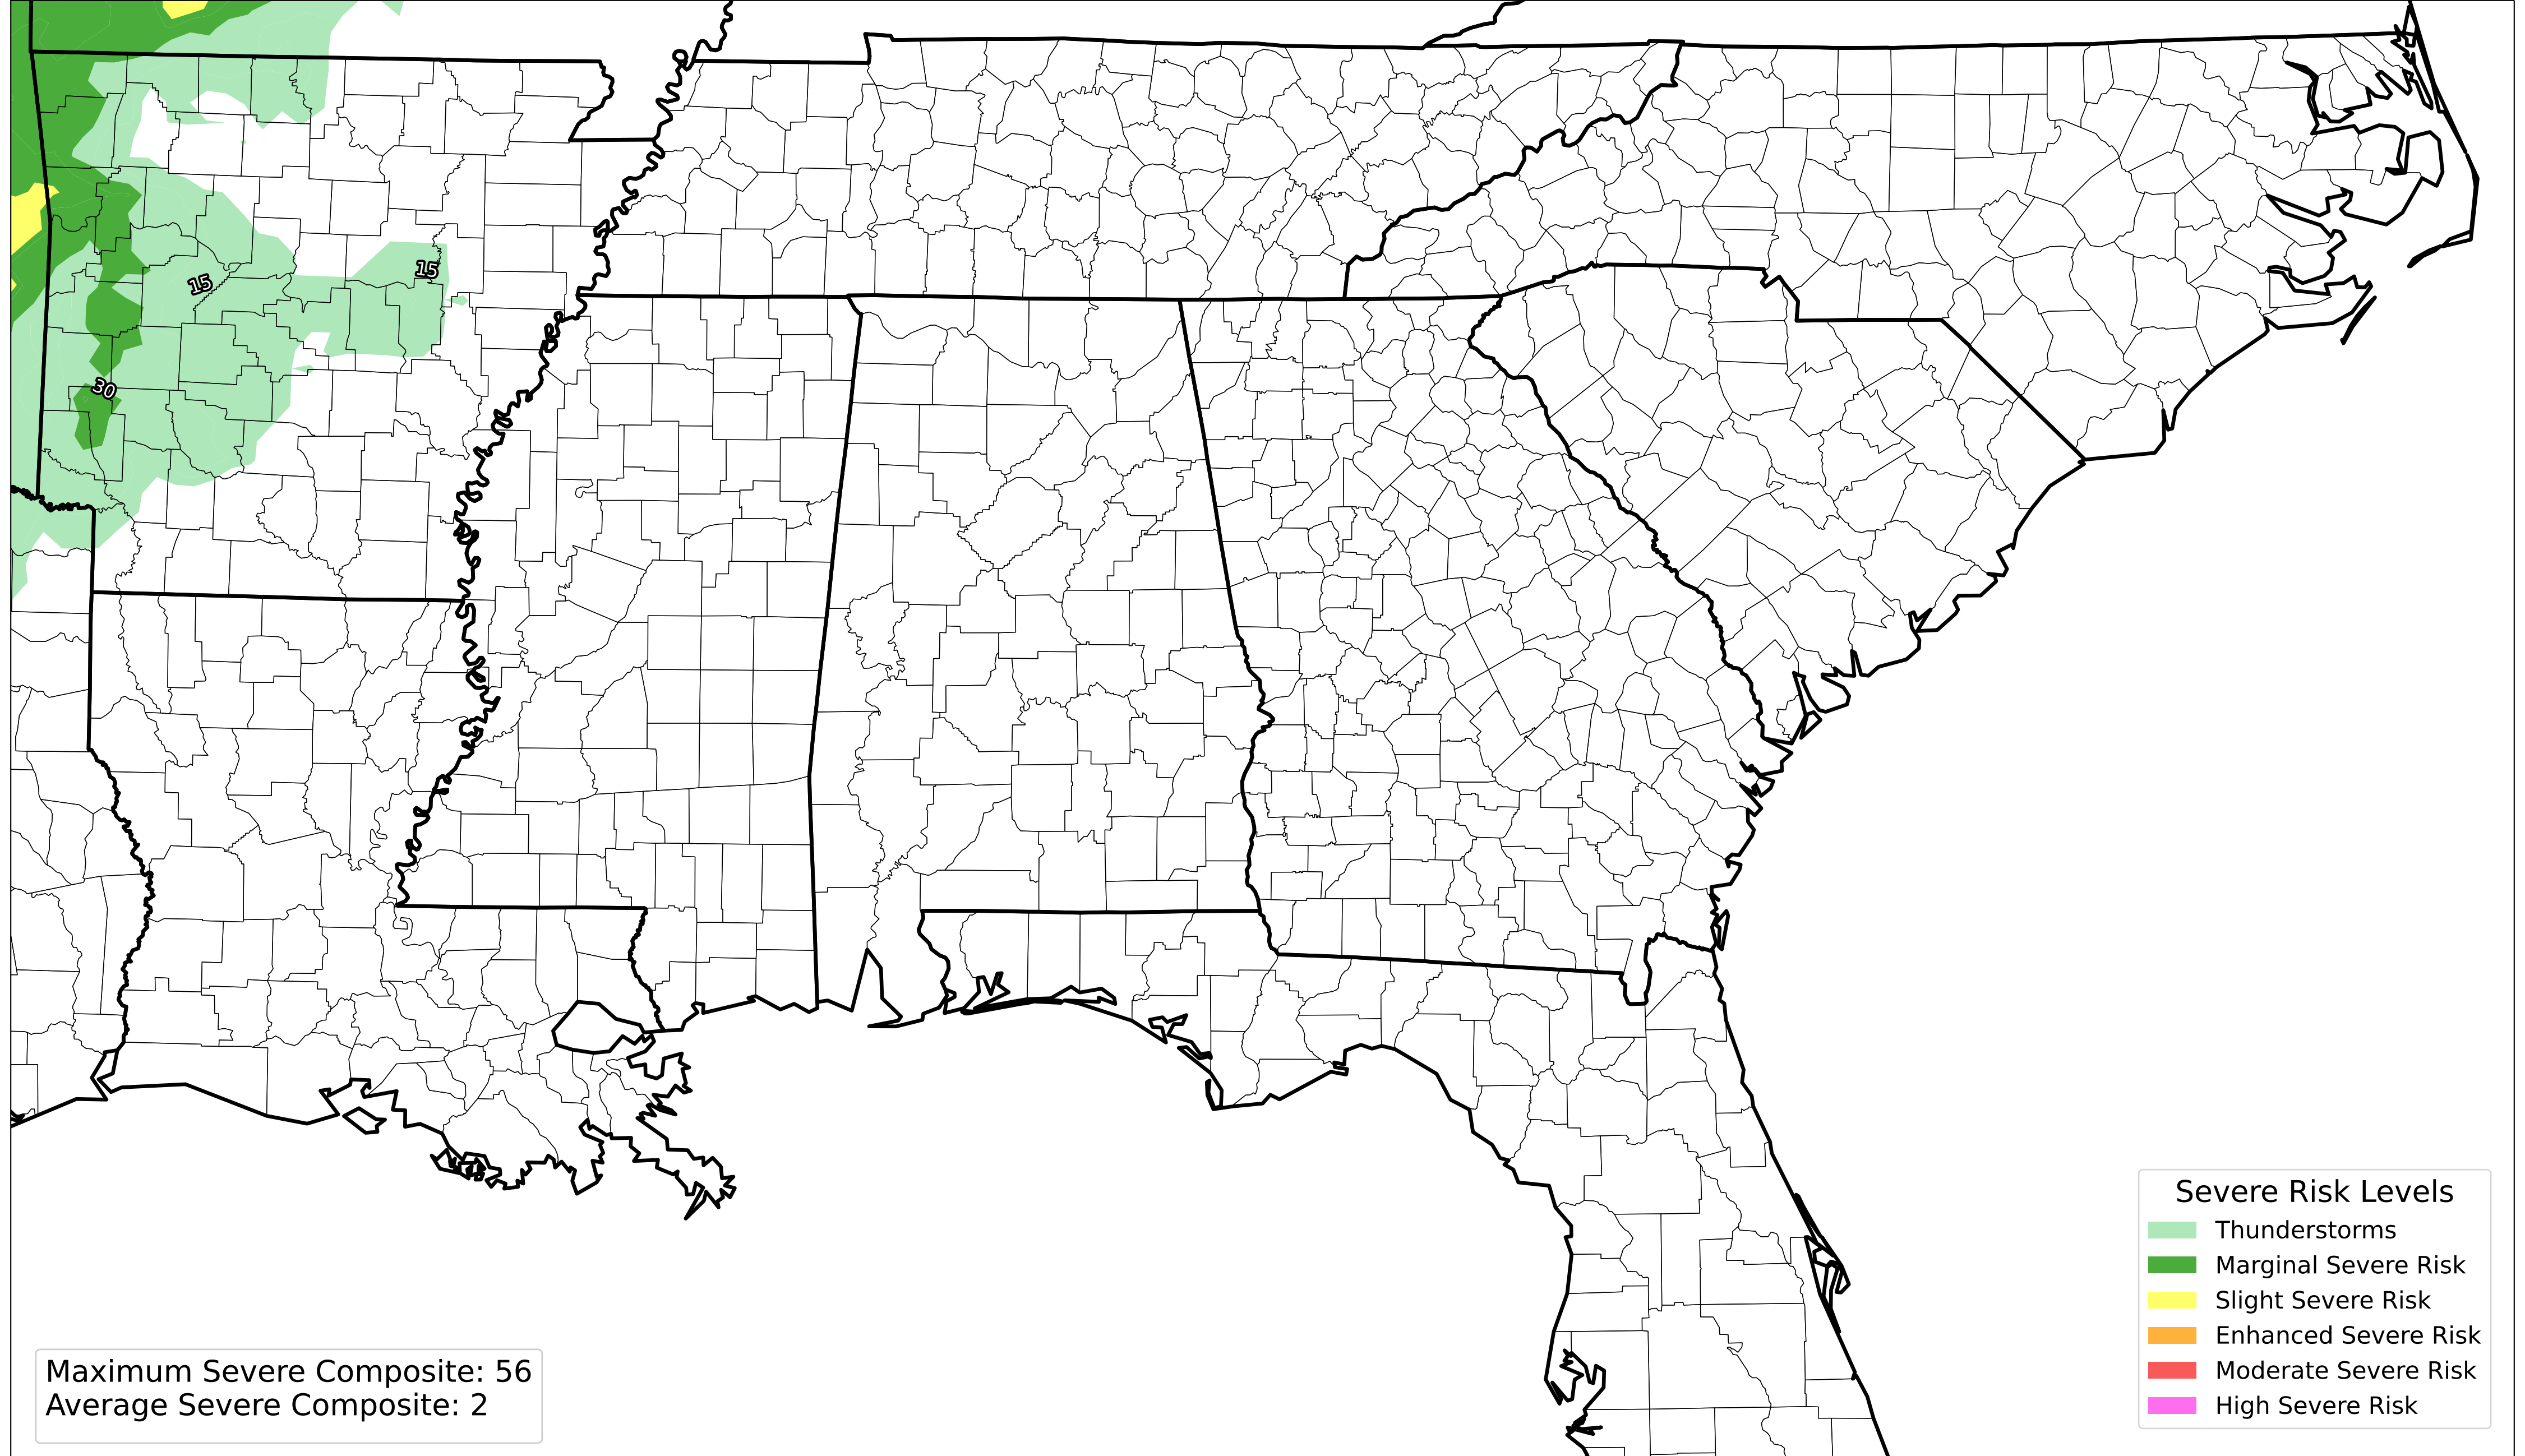 15
15
30
Severe Risk Levels
Thunderstorms
Marginal Severe Risk
Slight Severe Risk
Enhanced Severe Risk
Moderate Severe Risk
High Severe Risk
Maximum Severe Composite: 56
Average Severe Composite: 2